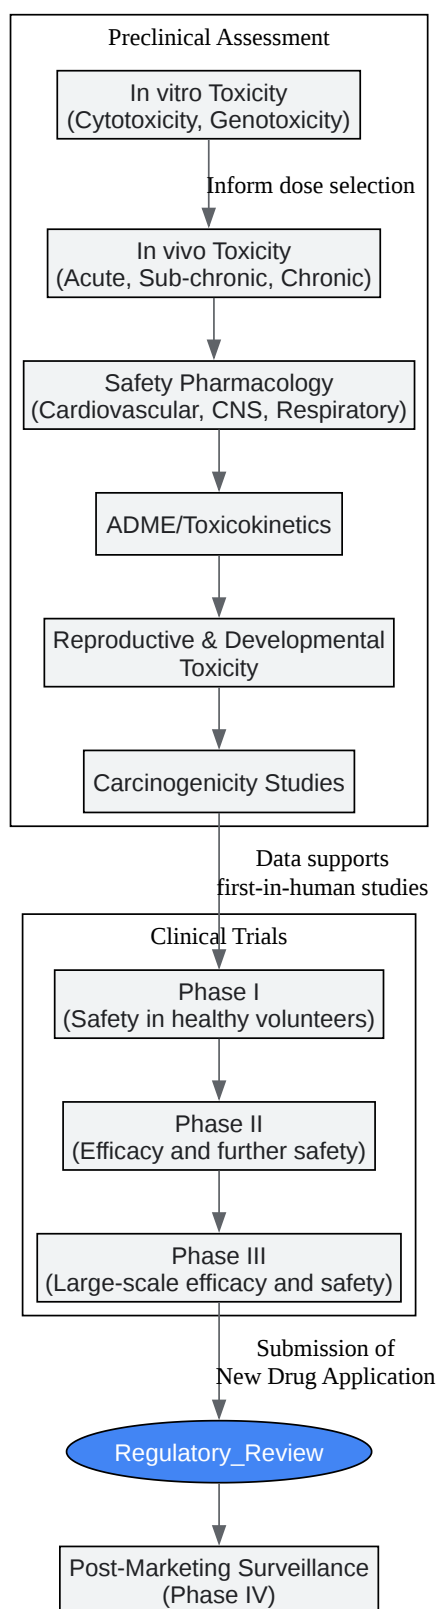 Preclinical Assessment
In vitro Toxicity
(Cytotoxicity, Genotoxicity)
Inform dose selection
In vivo Toxicity
(Acute, Sub-chronic, Chronic)
Safety Pharmacology
(Cardiovascular, CNS, Respiratory)
ADME/Toxicokinetics
Reproductive & Developmental
Toxicity
Carcinogenicity Studies
Data supports
first-in-human studies
Clinical Trials
Phase I
(Safety in healthy volunteers)
Phase II
(Efficacy and further safety)
Phase III
(Large-scale efficacy and safety)
Submission of
New Drug Application
Regulatory_Review
Post-Marketing Surveillance
(Phase IV)